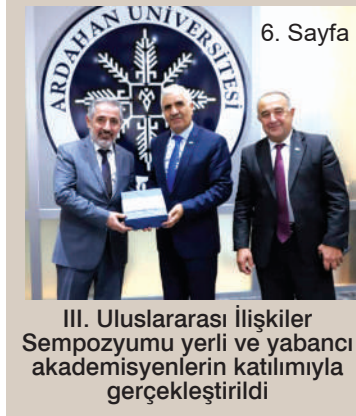 ARDAHAN ÜNİVERSİTESİ
6. Sayfa
III. Uluslararası İlişkiler
Sempozyumu yerli ve yabancı
akademisyenlerin katılımıyla
gerçekleştirildi